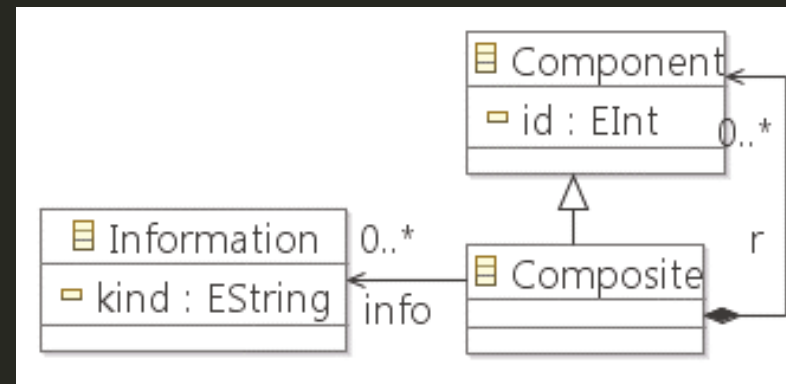 Component
id : EInt
0..*
Information
kind : EString
0..*
info
Composite
r